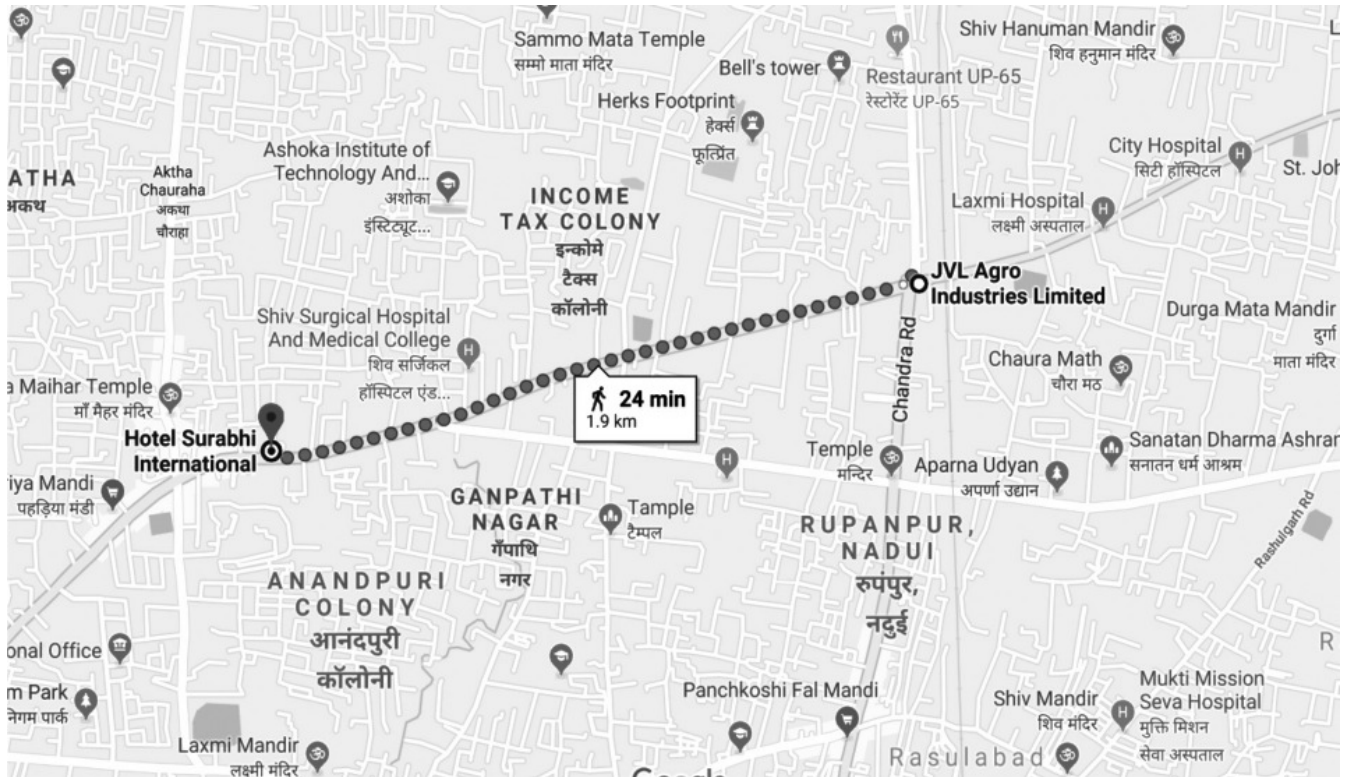 Sammo Mata Temple
सम्मो माता मंदिर
Bell's tower
Restaurant UP-65
रेस्टोरेंट UP-65
Shiv Hanuman Mandir
शिव हनुमान मंदिर
L
Herks Footprint
हेर्क्स
फूत्प्रिंत
Ashoka Institute of
Technology And...
अशोका
इंस्टिट्यूट...
City Hospital
सिटी हॉस्पिटल
St. Joh
ATHA
अकथ
Aktha
Chauraha
अकथा
चौराहा
INCOME
TAX COLONY
इन्कोमे
टैक्स
कॉलोनी
Laxmi Hospital
लक्ष्मी अस्पताल
JVL Agro
Industries Limited
Shiv Surgical Hospital
And Medical College
शिव सर्जिकल
हॉस्पिटल एंड...
Durga Mata Mandir
दुर्गा
माता मंदिर
Chandra Rd
Chaura Math
चौरा मठ
a Maihar Temple
माँ मैहर मंदिर
24 min
1.9 km
Hotel Surabhi
International
Temple
मन्दिर
Aparna Udyan
अपर्णा उद्यान
Sanatan Dharma Ashran
सनातन धर्म आश्रम
riya Mandi
पहड़िया मंडी
GANPATHI
NAGAR
गँपाथि
नगर
Tample
टैम्पल
RUPANPUR,
NADUI
रुपंपुर,
नदुई
Rashulgarh Rd
ANANDPURI
COLONY
आनंदपुरी
कॉलोनी
onal Office
R
m Park
निगम पार्क
Panchkoshi Fal Mandi
Shiv Mandir
शिव मंदिर
Mukti Mission
Seva Hospital
मुक्ति मिशन
सेवा अस्पताल
Laxmi Mandir
लक्ष्मी मंदिर
Rasulabad
Google